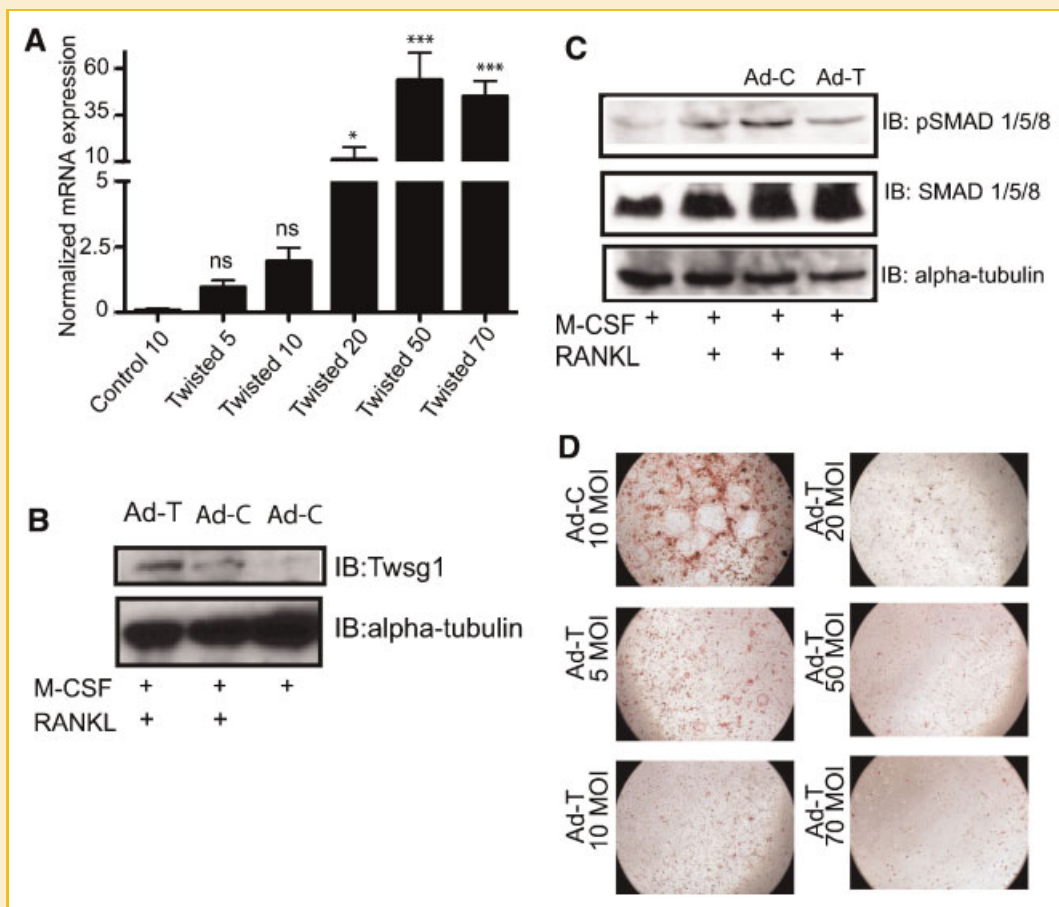 A
Normalized mRNA expression
60
35
10
5
2.5
0
ns
ns
*
***
***
Control 10
Twisted 5
Twisted 10
Twisted 20
Twisted 50
Twisted 70
B
Ad-T Ad-C Ad-C
IB:Twsg1
IB:alpha-tubulin
M-CSF + + +
RANKL + +
C
Ad-C Ad-T
IB: pSMAD 1/5/8
IB: SMAD 1/5/8
IB: alpha-tubulin
M-CSF + + + +
RANKL + + +
D
Ad-C
10 MOI
Ad-T
20 MOI
Ad-T
5 MOI
Ad-T
50 MOI
Ad-T
10 MOI
Ad-T
70 MOI